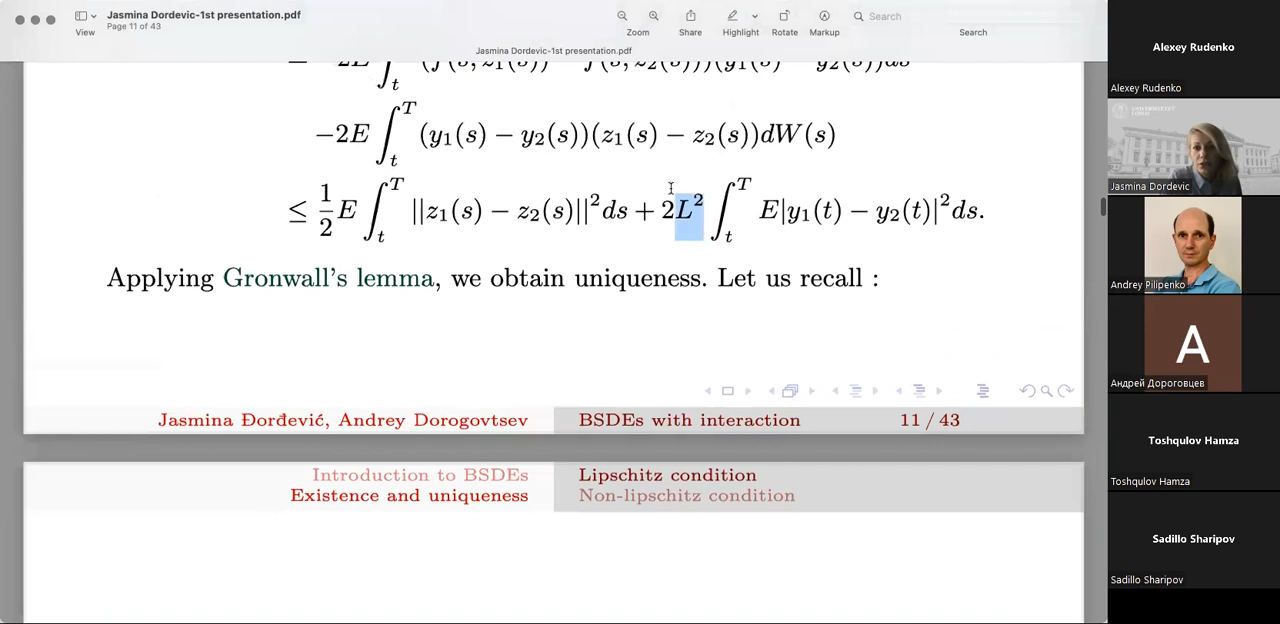 Jasmina Dordevic-1st presentation.pdf
Page 11 of 43
View
Zoom
Share
Highlight
Rotate
Markup
Search
Search
Jasmina Dordevic-1st presentation.pdf
−2E ∫_t^T (y₁(s) − y₂(s))(z₁(s) − z₂(s))dW(s)
≤ 1/2 E ∫_t^T ||z₁(s) − z₂(s)||²ds + 2L² ∫_t^T E|y₁(t) − y₂(t)|²ds.
Applying Gronwall's lemma, we obtain uniqueness. Let us recall :
Jasmina Đorđević, Andrey Dorogovtsev
BSDEs with interaction
11 / 43
Introduction to BSDEs
Existence and uniqueness
Lipschitz condition
Non-lipschitz condition
Alexey Rudenko
Alexey Rudenko
Jasmina Dordevic
Andrey Pilipenko
A
Андрей Дороговцев
Toshqulov Hamza
Toshqulov Hamza
Sadillo Sharipov
Sadillo Sharipov